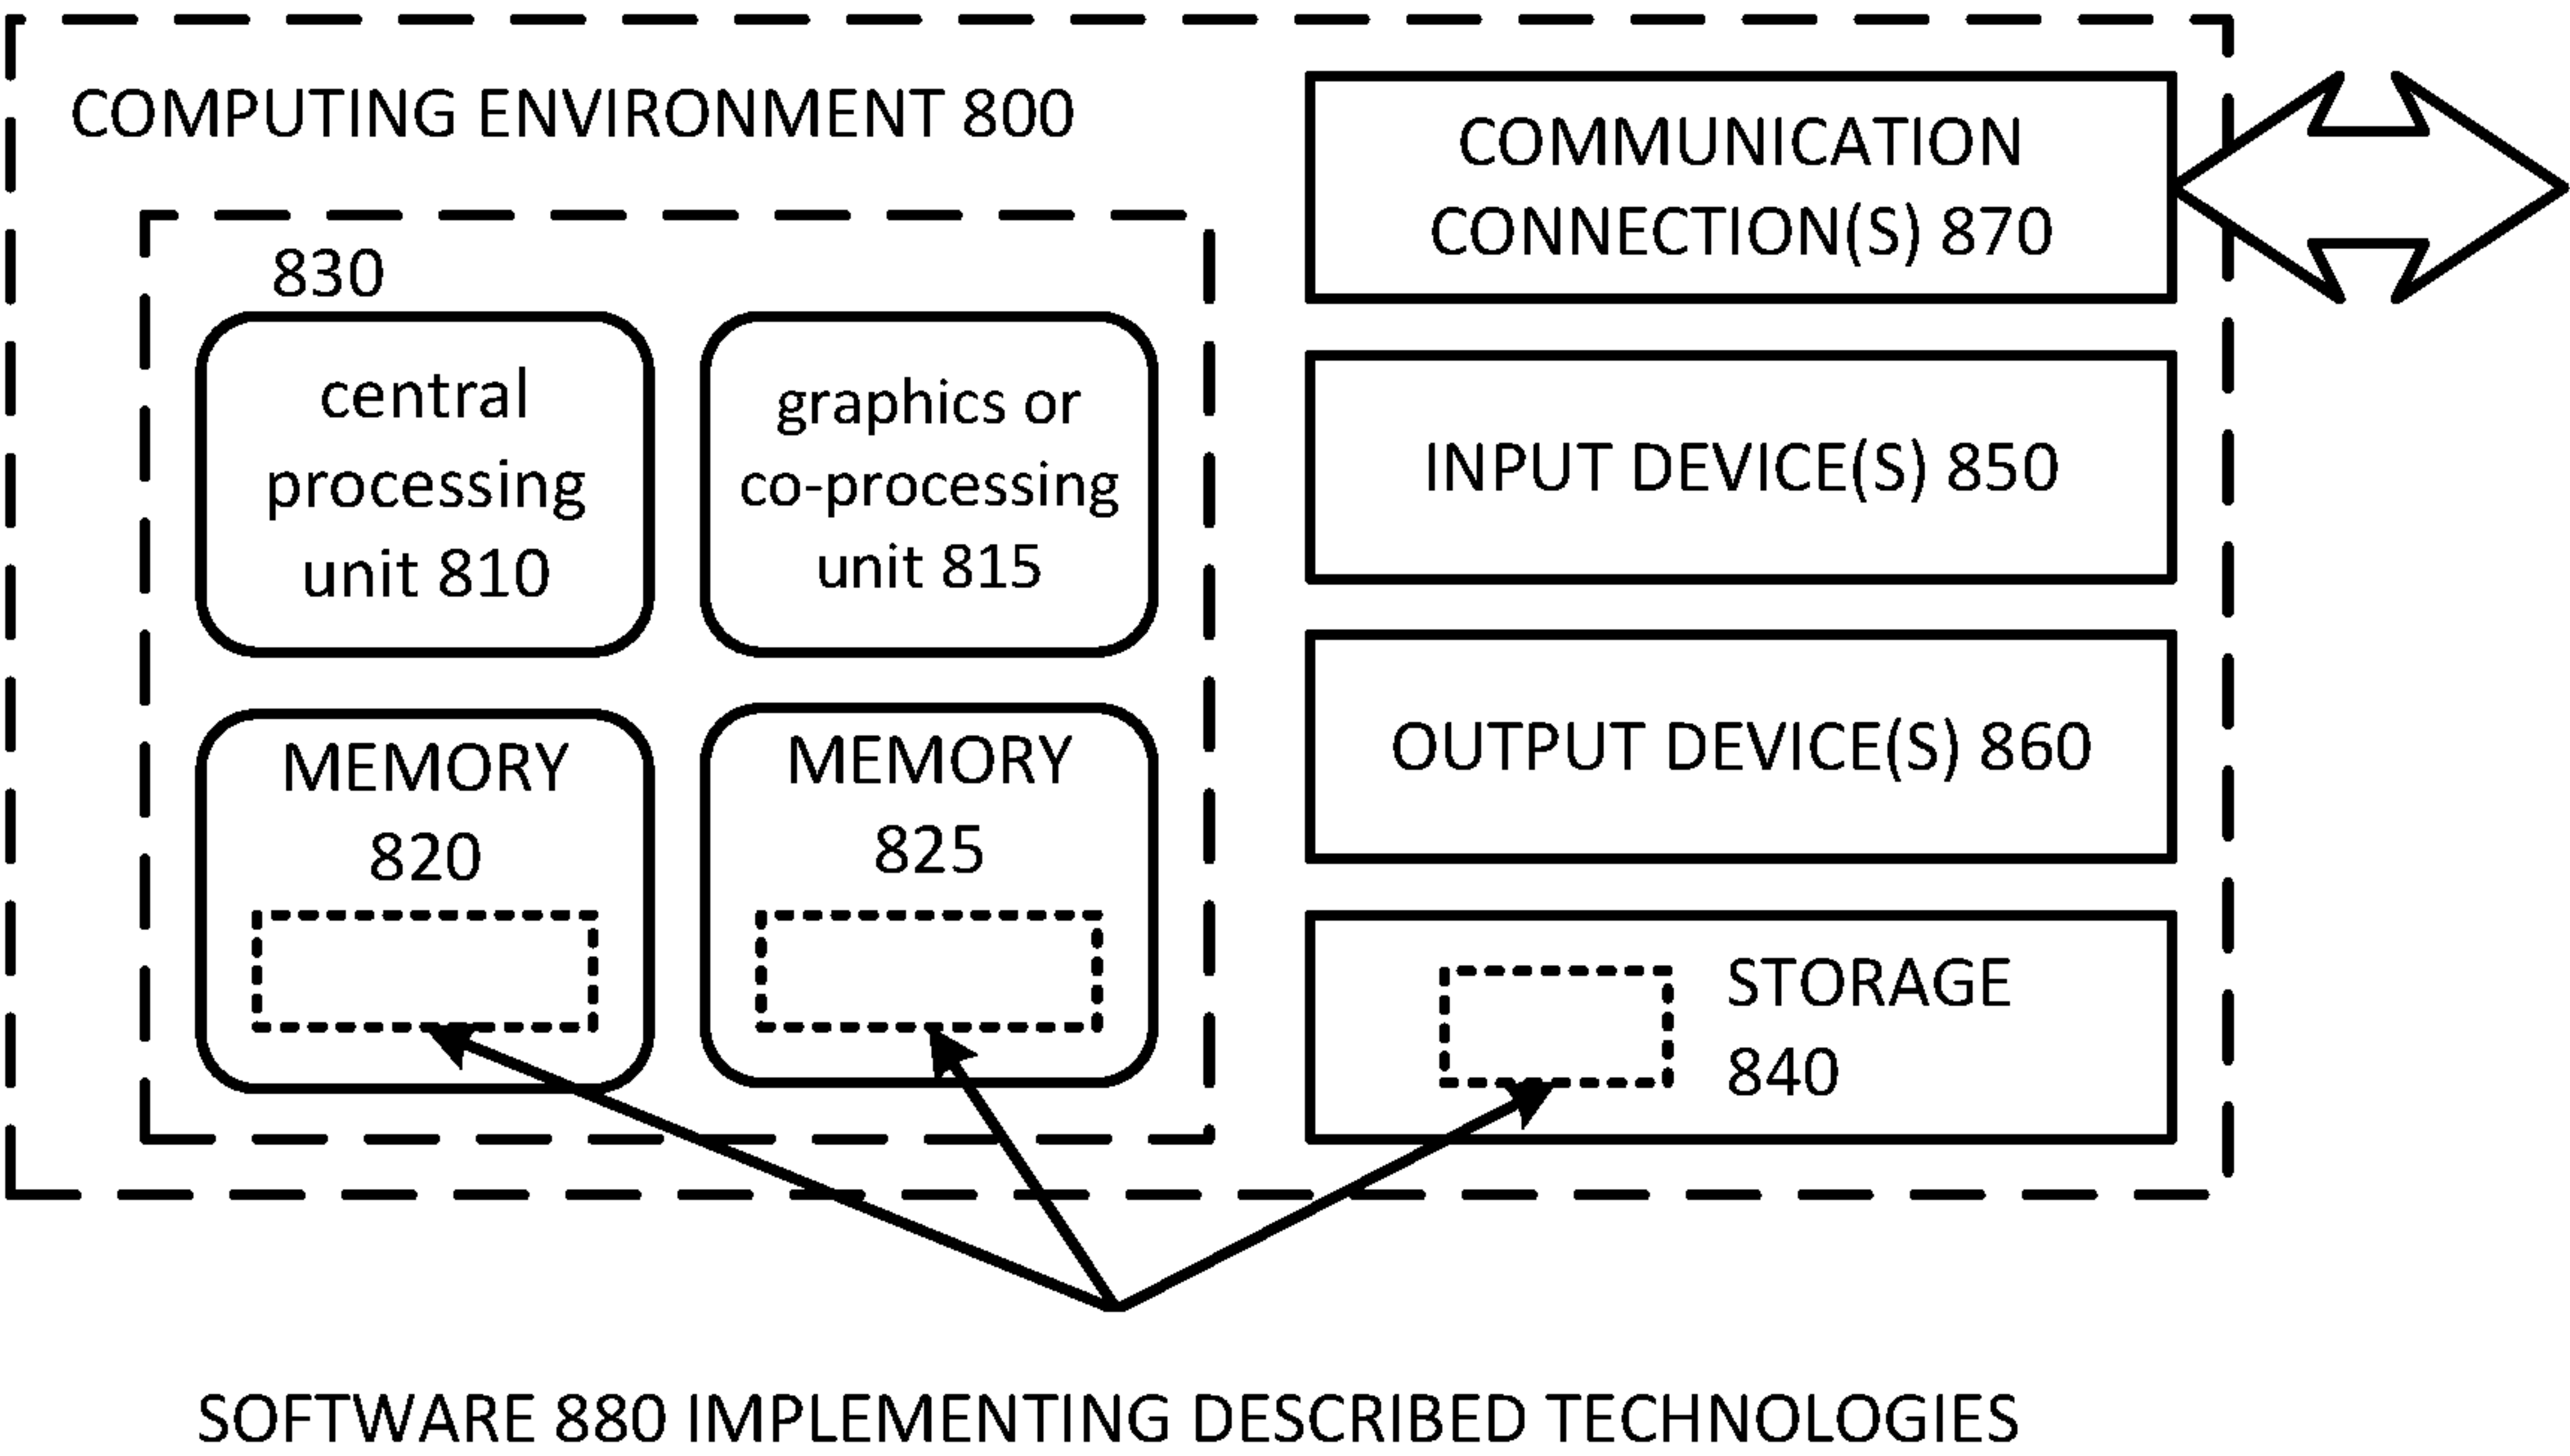 COMPUTING ENVIRONMENT 800
830
central
processing
unit 810
graphics or
co-processing
unit 815
MEMORY
820
MEMORY
825
COMMUNICATION
CONNECTION(S) 870
INPUT DEVICE(S) 850
OUTPUT DEVICE(S) 860
STORAGE
840
SOFTWARE 880 IMPLEMENTING DESCRIBED TECHNOLOGIES